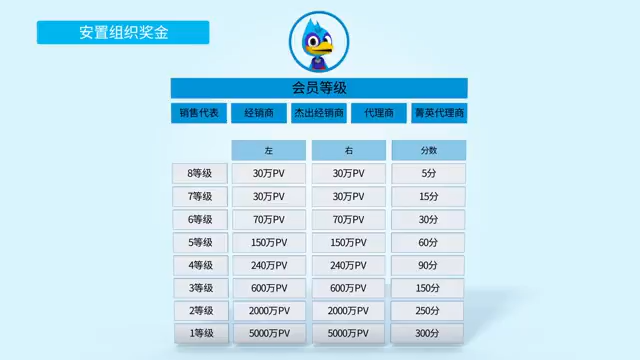 安置组织奖金
会员等级
销售代表 经销商 杰出经销商 代理商 菁英代理商
左 右 分数
8等级 30万PV 30万PV 5分
7等级 30万PV 30万PV 15分
6等级 70万PV 70万PV 30分
5等级 150万PV 150万PV 60分
4等级 240万PV 240万PV 90分
3等级 600万PV 600万PV 150分
2等级 2000万PV 2000万PV 250分
1等级 5000万PV 5000万PV 300分